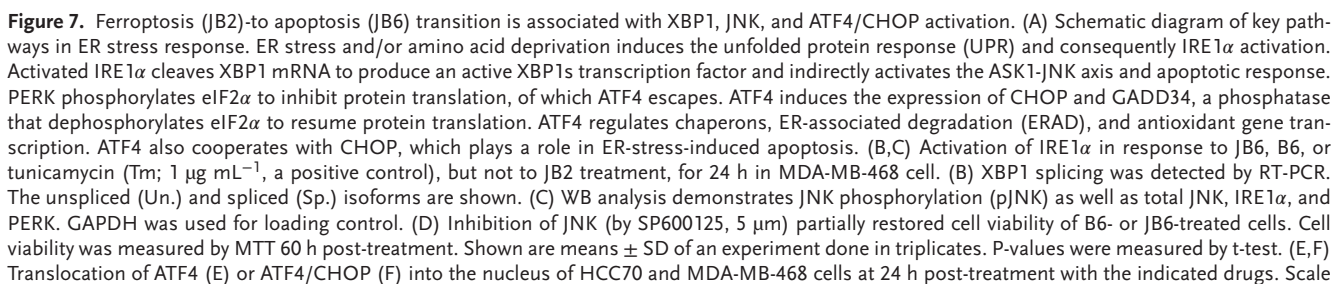 Figure 7. Ferroptosis (JB2)-to apoptosis (JB6) transition is associated with XBP1, JNK, and ATF4/CHOP activation. (A) Schematic diagram of key path-
ways in ER stress response. ER stress and/or amino acid deprivation induces the unfolded protein response (UPR) and consequently IRE1α activation.
Activated IRE1α cleaves XBP1 mRNA to produce an active XBP1s transcription factor and indirectly activates the ASK1-JNK axis and apoptotic response.
PERK phosphorylates eIF2α to inhibit protein translation, of which ATF4 escapes. ATF4 induces the expression of CHOP and GADD34, a phosphatase
that dephosphorylates eIF2α to resume protein translation. ATF4 regulates chaperons, ER-associated degradation (ERAD), and antioxidant gene tran-
scription. ATF4 also cooperates with CHOP, which plays a role in ER-stress-induced apoptosis. (B,C) Activation of IRE1α in response to JB6, B6, or
tunicamycin (Tm; 1 µg mL−1, a positive control), but not to JB2 treatment, for 24 h in MDA-MB-468 cell. (B) XBP1 splicing was detected by RT-PCR.
The unspliced (Un.) and spliced (Sp.) isoforms are shown. (C) WB analysis demonstrates JNK phosphorylation (pJNK) as well as total JNK, IRE1α, and
PERK. GAPDH was used for loading control. (D) Inhibition of JNK (by SP600125, 5 µm) partially restored cell viability of B6- or JB6-treated cells. Cell
viability was measured by MTT 60 h post-treatment. Shown are means ± SD of an experiment done in triplicates. P-values were measured by t-test. (E,F)
Translocation of ATF4 (E) or ATF4/CHOP (F) into the nucleus of HCC70 and MDA-MB-468 cells at 24 h post-treatment with the indicated drugs. Scale